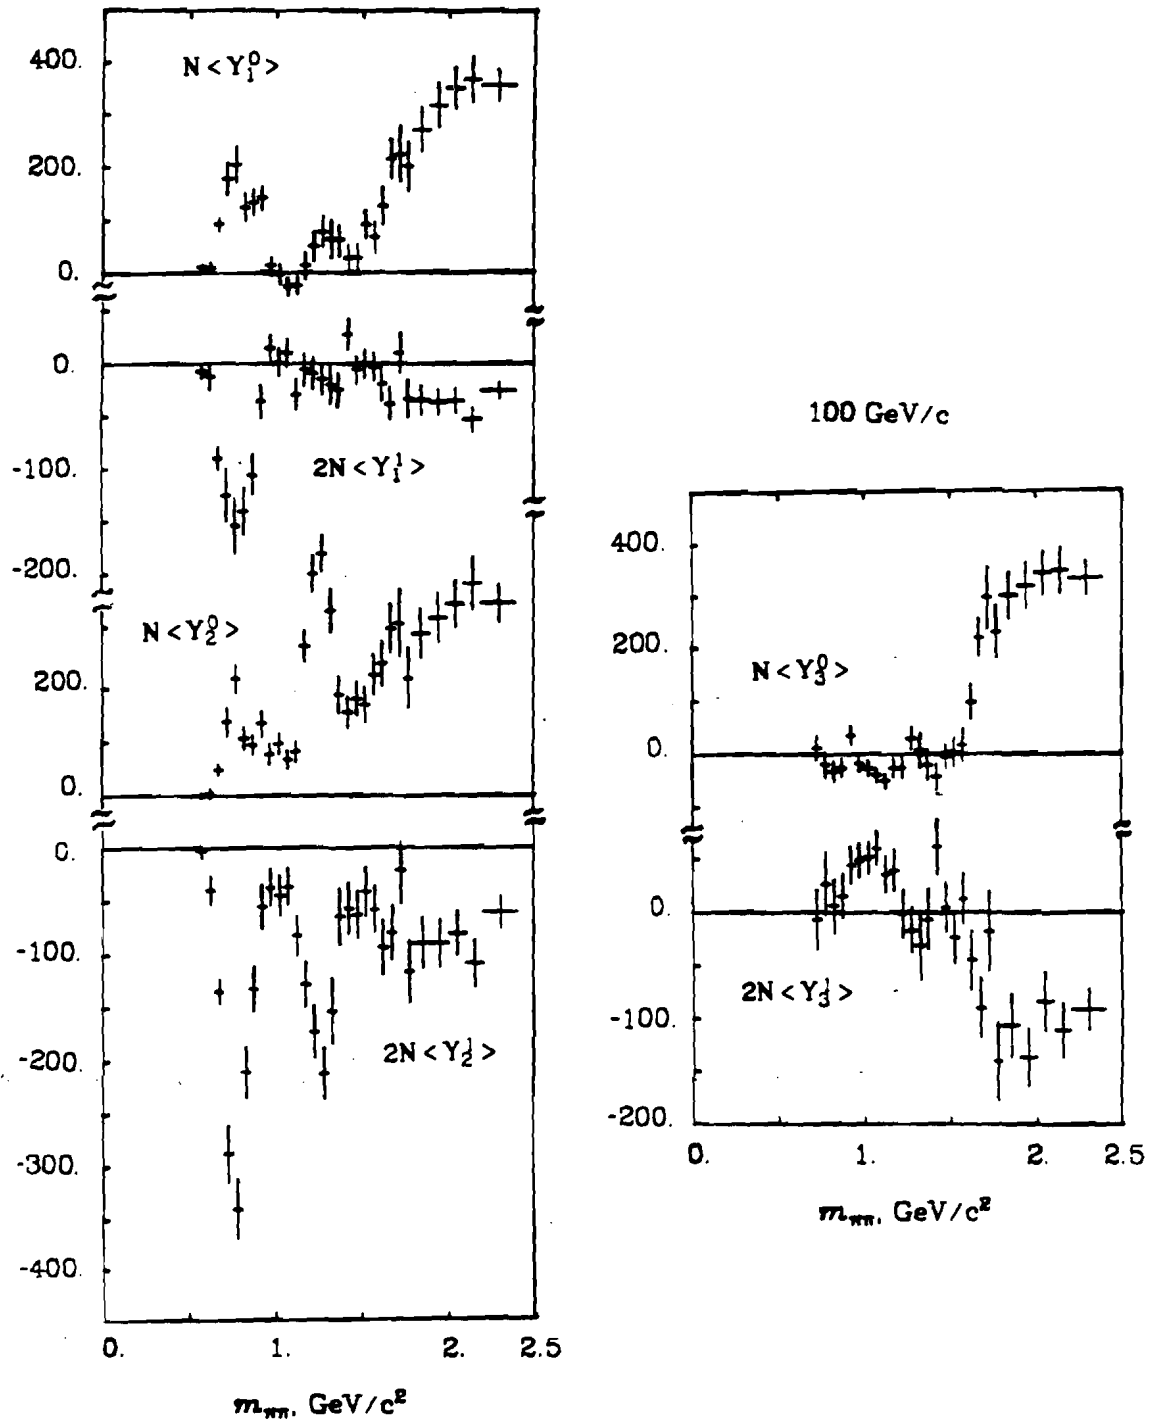 400.
N<Y₁⁰>
200.
0.
0.
-100.
2N<Y₁¹>
-200.
N<Y₂⁰>
200.
0.
0.
-100.
2N<Y₂¹>
-200.
-300.
-400.
0. 1. 2. 2.5
mππ, GeV/c²
100 GeV/c
400.
200.
N<Y₃⁰>
0.
0.
2N<Y₃¹>
-100.
-200.
0. 1. 2. 2.5
mππ, GeV/c²